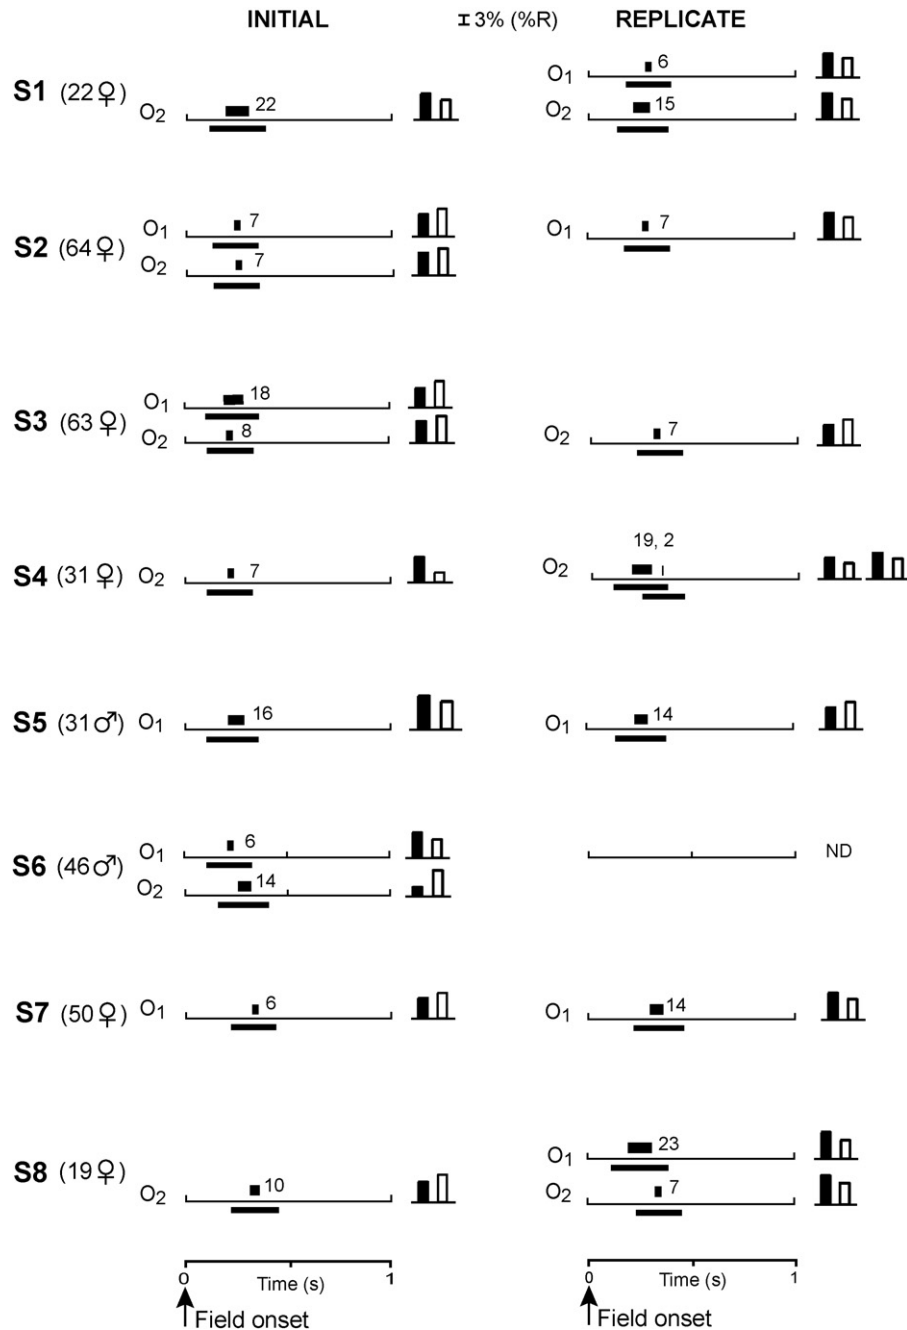 INITIAL 3% (%R) REPLICATE
O1 6
S1 (22♀) O2 22 O2 15
S2 (64♀) O1 7 O1 7
O2 7
S3 (63♀) O1 18
O2 8 O2 7
19, 2
S4 (31♀) O2 7 O2
S5 (31♂) O1 16 O1 14
S6 (46♂) O1 6 ND
O2 14
S7 (50♀) O1 6 O1 14
O1 23
S8 (19♀) O2 10 O2 7
0 Time (s) 1 0 Time (s) 1
Field onset Field onset